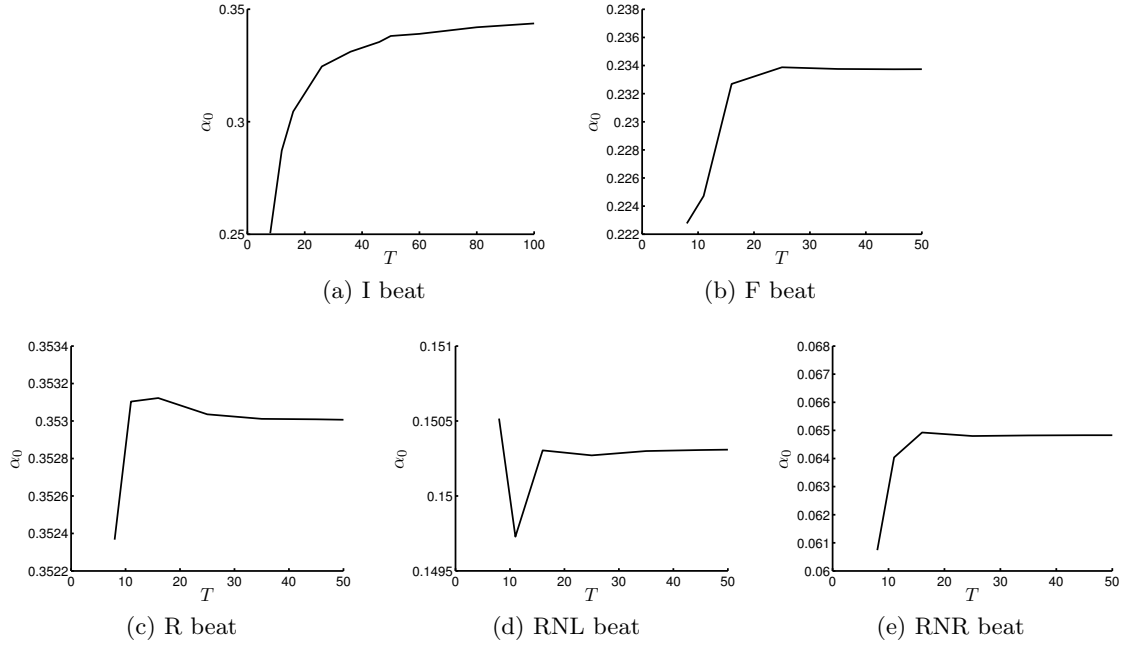 0.35
0.3
0.25
α₀
0 20 40 60 80 100
T
(a) I beat
0.238
0.236
0.234
0.232
0.23
0.228
0.226
0.224
0.222
α₀
0 10 20 30 40 50
T
(b) F beat
0.3534
0.3532
0.353
0.3528
0.3526
0.3524
0.3522
α₀
0 10 20 30 40 50
T
(c) R beat
0.151
0.1505
0.15
0.1495
α₀
0 10 20 30 40 50
T
(d) RNL beat
0.068
0.067
0.066
0.065
0.064
0.063
0.062
0.061
0.06
α₀
0 10 20 30 40 50
T
(e) RNR beat